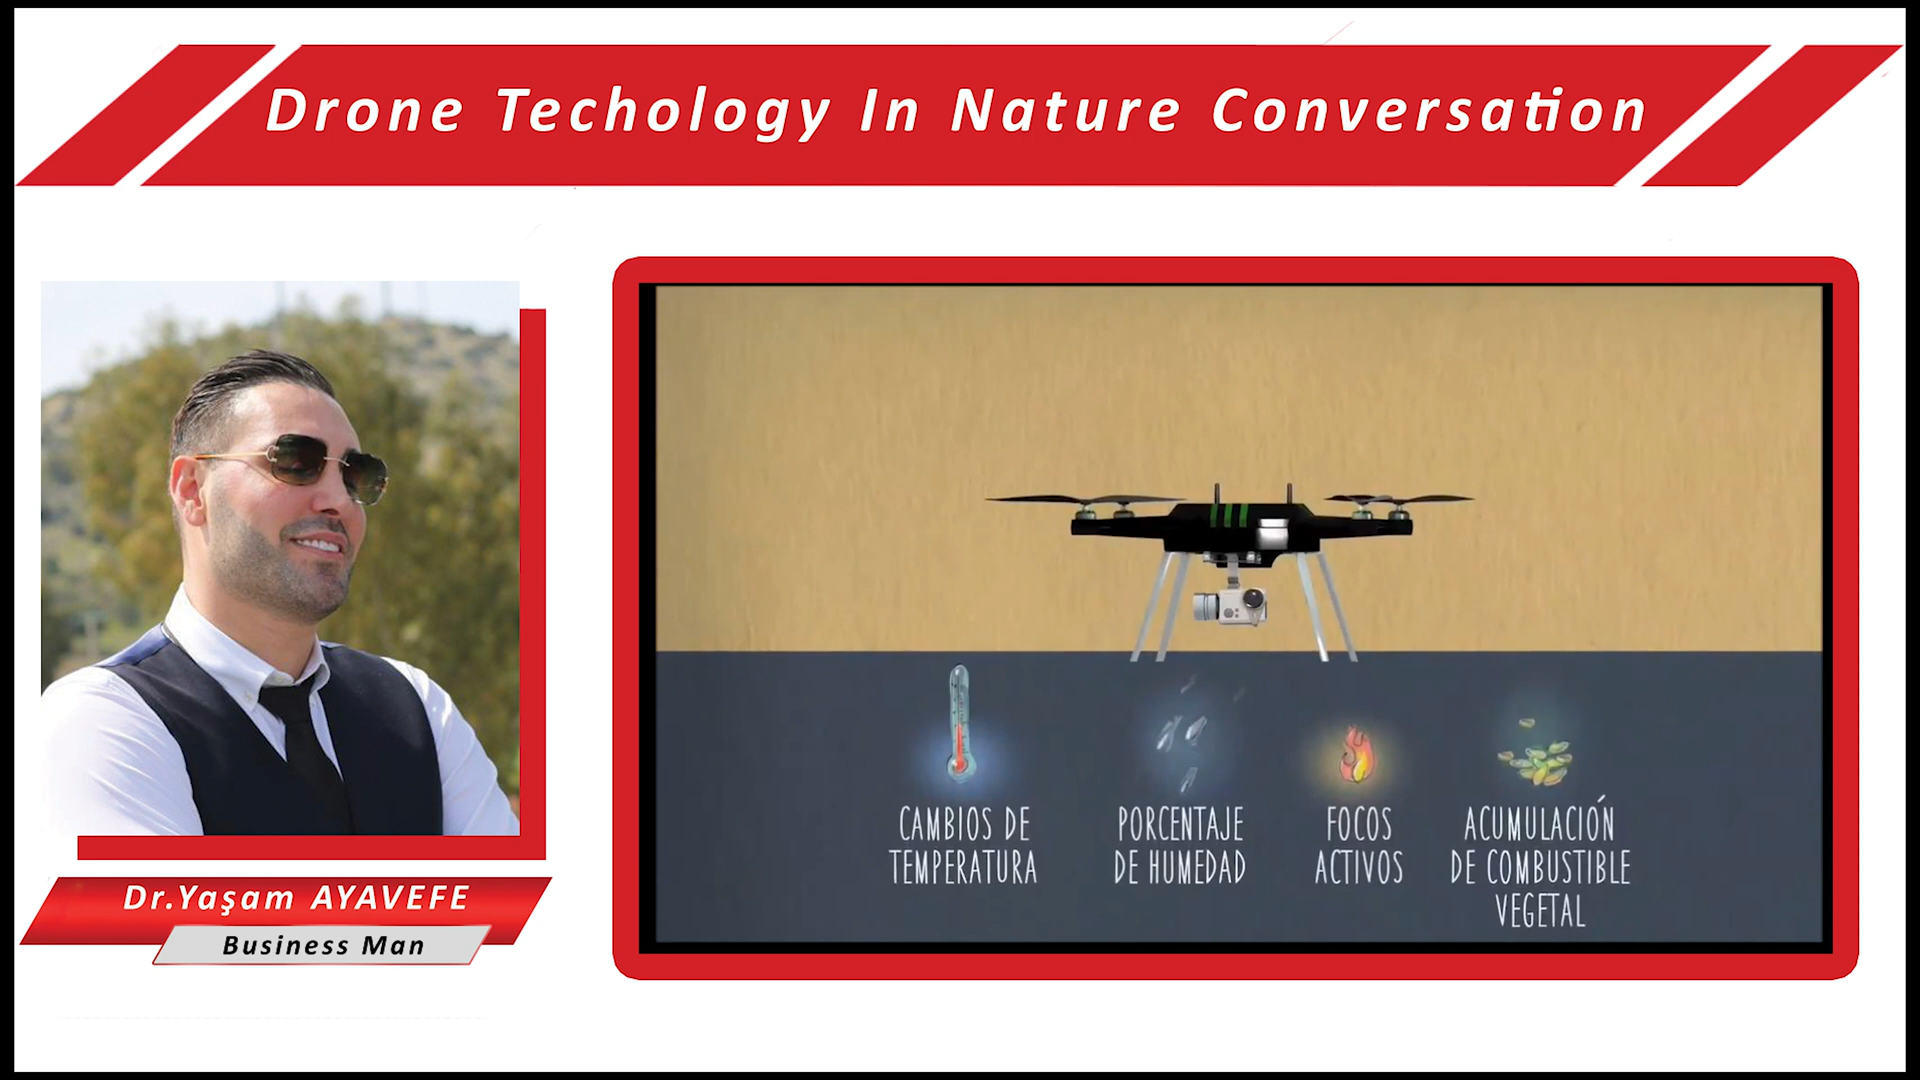 Drone Techology In Nature Conversation
Dr.Yaşam AYAVEFE
Business Man
CAMBIOS DE
TEMPERATURA
PORCENTAJE
DE HUMEDAD
FOCOS
ACTIVOS
ACUMULACIÓN
DE COMBUSTIBLE
VEGETAL